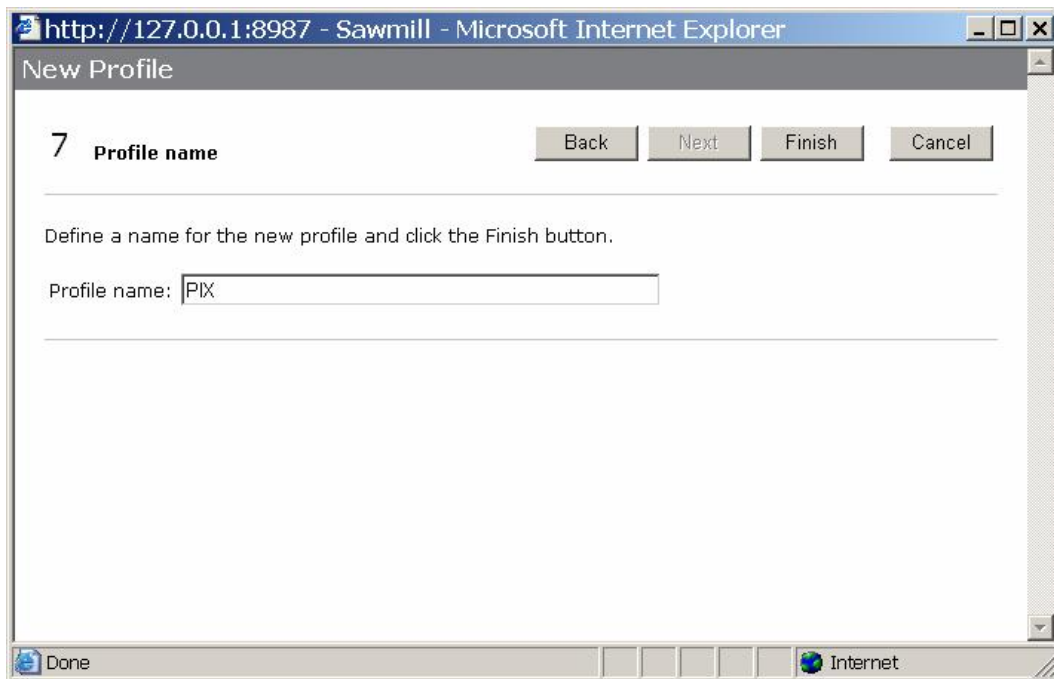 http://127.0.0.1:8987 - Sawmill - Microsoft Internet Explorer
New Profile
7 Profile name Back Next Finish Cancel
Define a name for the new profile and click the Finish button.
Profile name: PIX
Done Internet